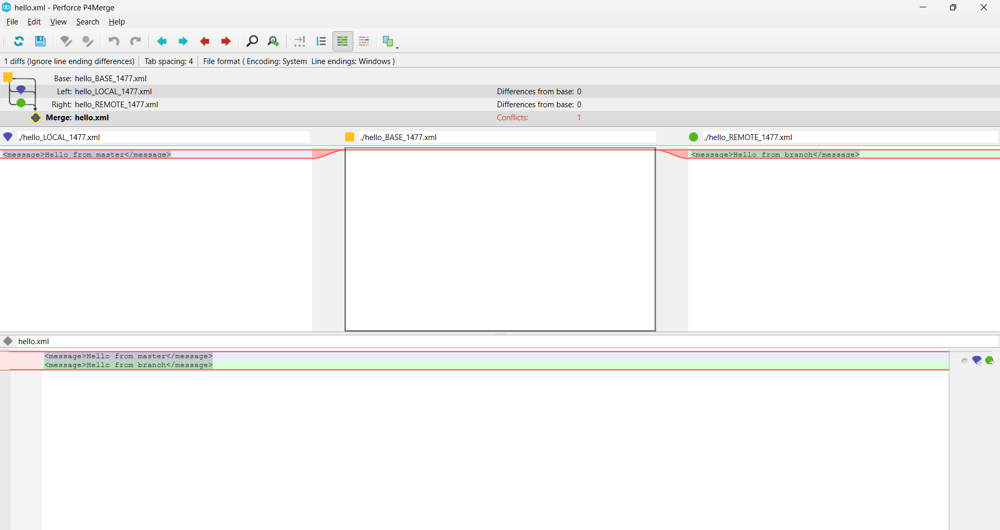 hello.xml - Perforce P4Merge
File Edit View Search Help
1 diffs (Ignore line ending differences) Tab spacing: 4 File format ( Encoding: System Line endings: Windows )
Base: hello_BASE_1477.xml
Left: hello_LOCAL_1477.xml Differences from base: 0
Right: hello_REMOTE_1477.xml Differences from base: 0
Merge: hello.xml Conflicts: 1
./hello_LOCAL_1477.xml ./hello_BASE_1477.xml ./hello_REMOTE_1477.xml
<message>Hello from master</message> <message>Hello from branch</message>
hello.xml
<message>Hello from master</message>
<message>Hello from branch</message>